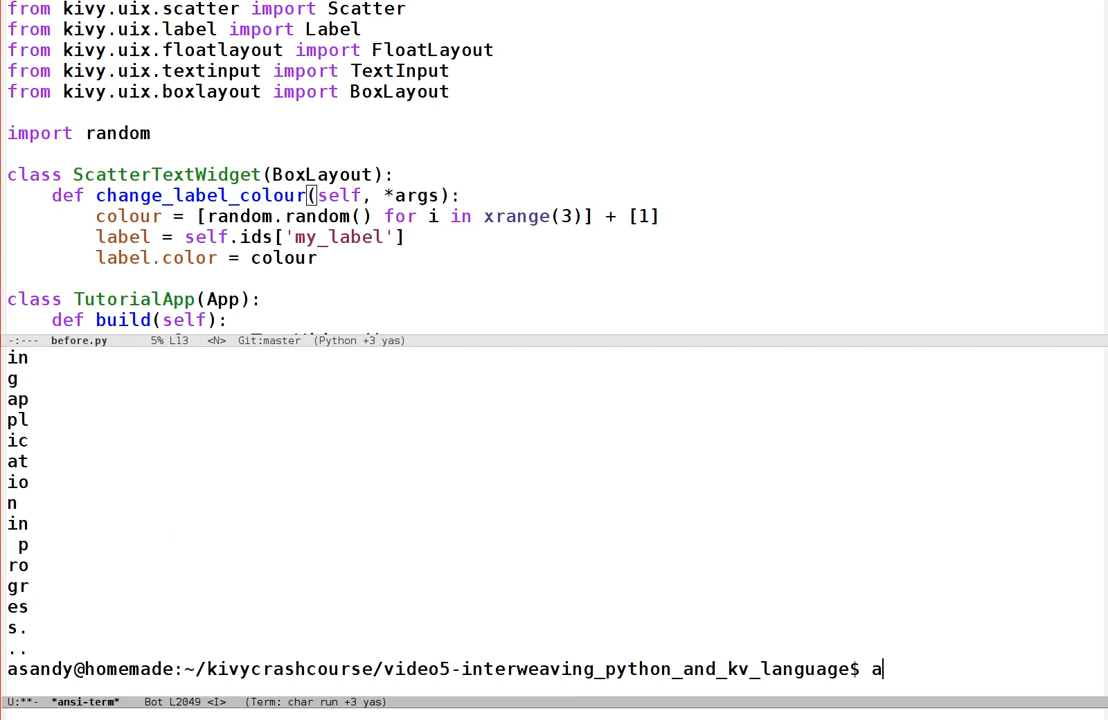 from kivy.uix.scatter import Scatter
from kivy.uix.label import Label
from kivy.uix.floatlayout import FloatLayout
from kivy.uix.textinput import TextInput
from kivy.uix.boxlayout import BoxLayout

import random

class ScatterTextWidget(BoxLayout):
    def change_label_colour(self, *args):
        colour = [random.random() for i in xrange(3)] + [1]
        label = self.ids['my_label']
        label.color = colour

class TutorialApp(App):
    def build(self):
-:--- before.py 5% L13 <N> Git:master (Python +3 yas)
in
g
ap
pl
ic
at
io
n
in
 p
ro
gr
es
s.
..
asandy@homemade:~/kivycrashcourse/video5-interweaving_python_and_kv_language$ a
U:**- *ansi-term* Bot L2049 <I> (Term: char run +3 yas)